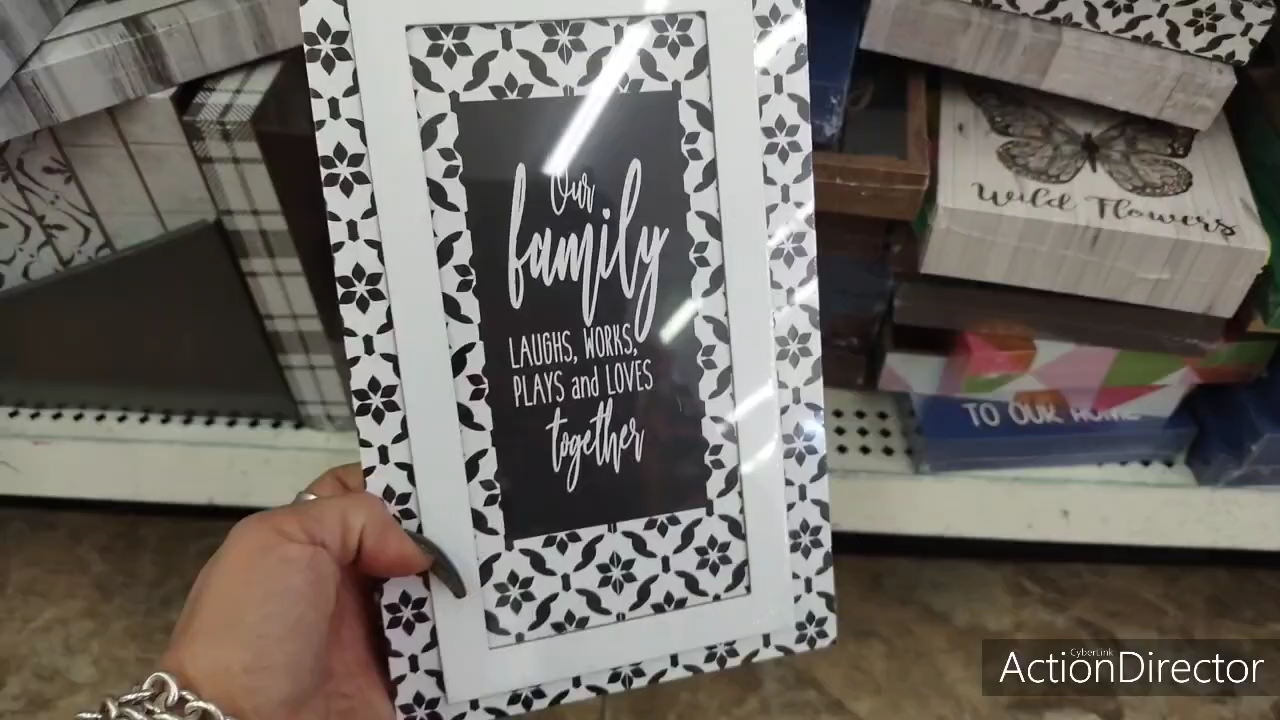 Our
family
LAUGHS, WORKS,
PLAYS and LOVES
together
Wild Flowers
TO OUR HOME
CyberLink
ActionDirector